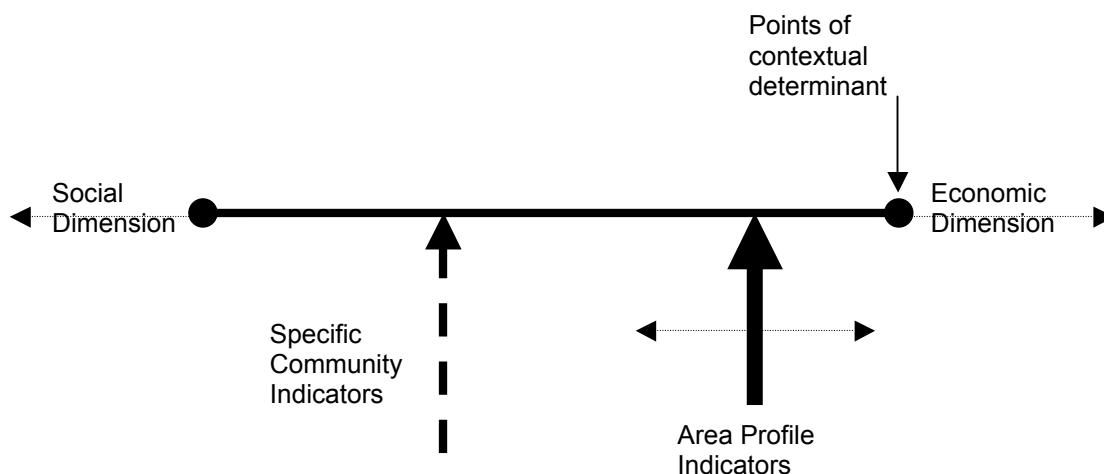 Points of
contextual
determinant
Social
Dimension
Economic
Dimension
Specific
Community
Indicators
Area Profile
Indicators